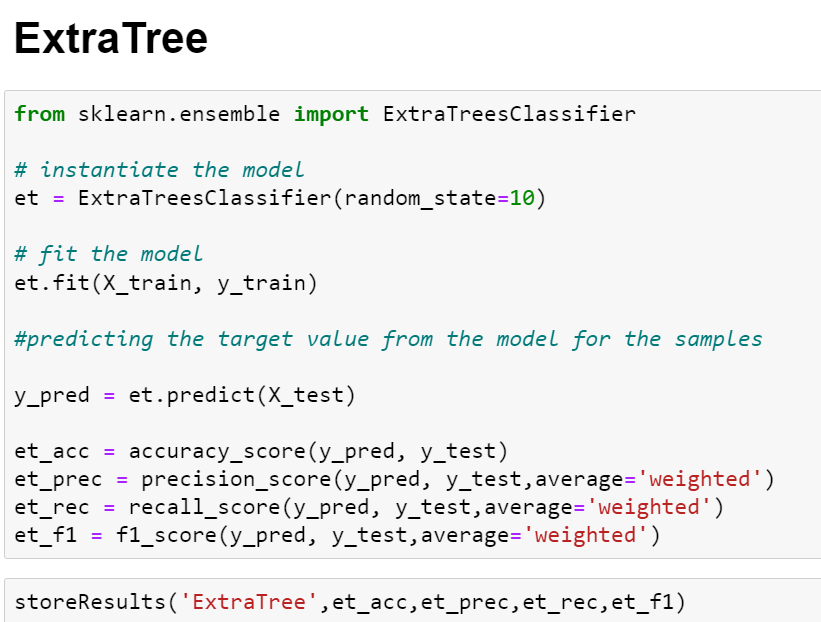 ExtraTree
from sklearn.ensemble import ExtraTreesClassifier
# instantiate the model
et = ExtraTreesClassifier(random_state=10)
# fit the model
et.fit(X_train, y_train)
#predicting the target value from the model for the samples
y_pred = et.predict(X_test)
et_acc = accuracy_score(y_pred, y_test)
et_prec = precision_score(y_pred, y_test,average='weighted')
et_rec = recall_score(y_pred, y_test,average='weighted')
et_f1 = f1_score(y_pred, y_test,average='weighted')
storeResults('ExtraTree',et_acc,et_prec,et_rec,et_f1)